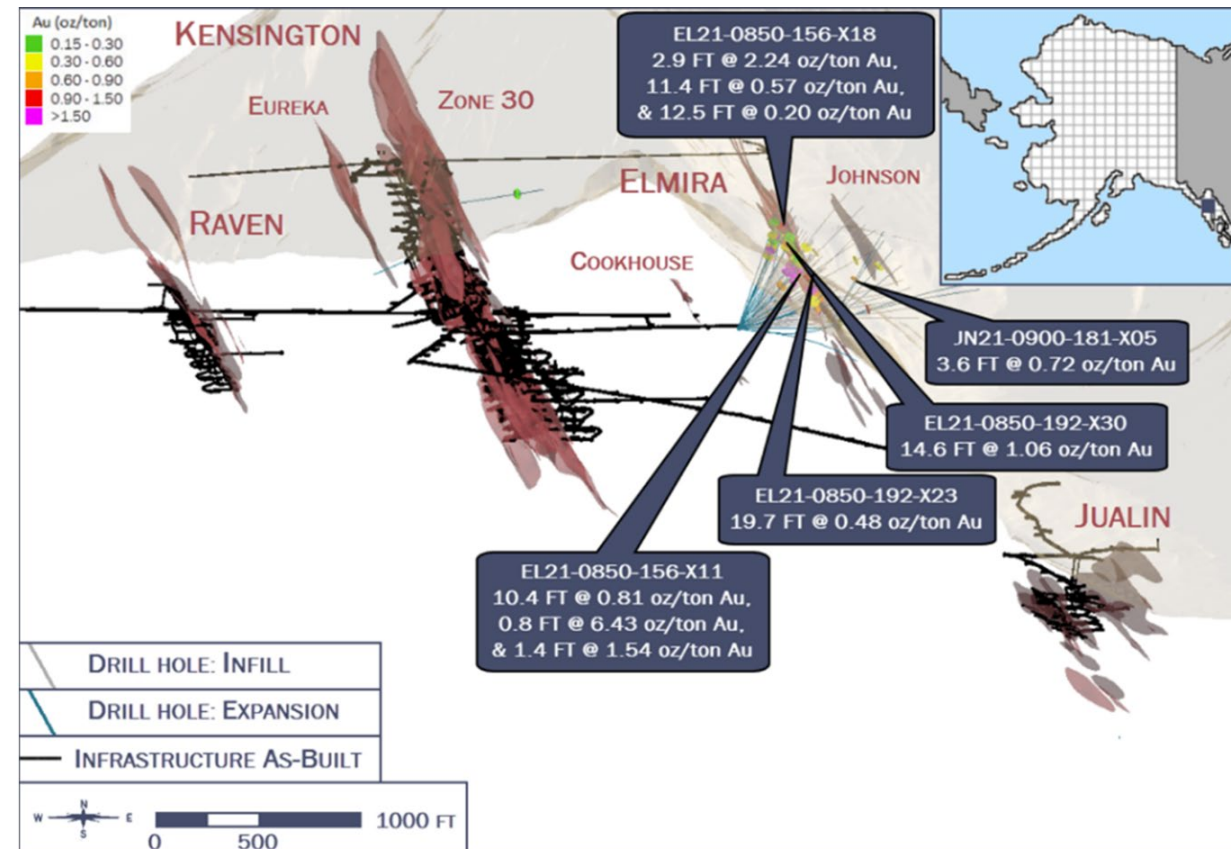 Au (oz/ton)
0.15 - 0.30
0.30 - 0.60
0.60 - 0.90
0.90 - 1.50
>1.50
KENSINGTON
EUREKA
ZONE 30
RAVEN
ELMIRA
JOHNSON
COOKHOUSE
JUALIN
EL21-0850-156-X18
2.9 FT @ 2.24 oz/ton Au,
11.4 FT @ 0.57 oz/ton Au,
& 12.5 FT @ 0.20 oz/ton Au
JN21-0900-181-X05
3.6 FT @ 0.72 oz/ton Au
EL21-0850-192-X30
14.6 FT @ 1.06 oz/ton Au
EL21-0850-192-X23
19.7 FT @ 0.48 oz/ton Au
EL21-0850-156-X11
10.4 FT @ 0.81 oz/ton Au,
0.8 FT @ 6.43 oz/ton Au,
& 1.4 FT @ 1.54 oz/ton Au
DRILL HOLE: INFILL
DRILL HOLE: EXPANSION
INFRASTRUCTURE AS-BUILT
N
W E
S
0 500 1000 FT